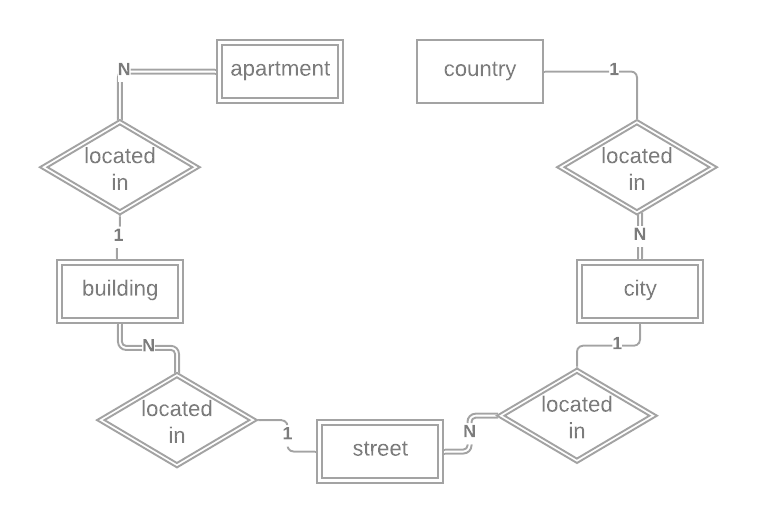 N
apartment
country
1
located
in
located
in
1
N
building
city
N
1
located
in
located
in
1
N
street